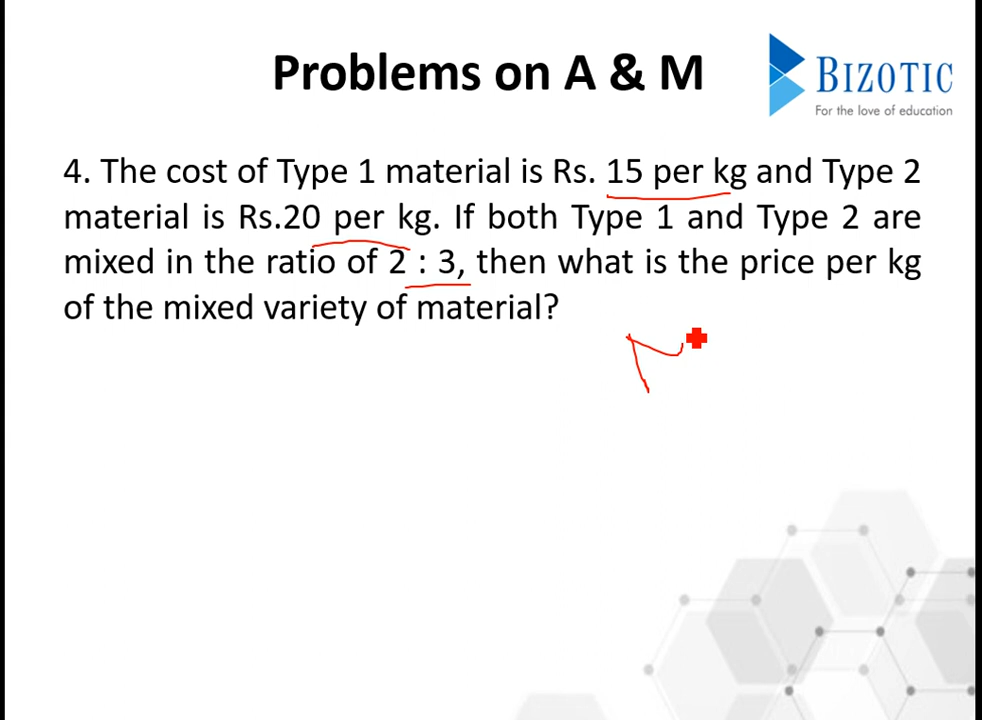 Problems on A & M
BIZOTIC
For the love of education
4. The cost of Type 1 material is Rs. 15 per kg and Type 2
material is Rs.20 per kg. If both Type 1 and Type 2 are
mixed in the ratio of 2 : 3, then what is the price per kg
of the mixed variety of material?